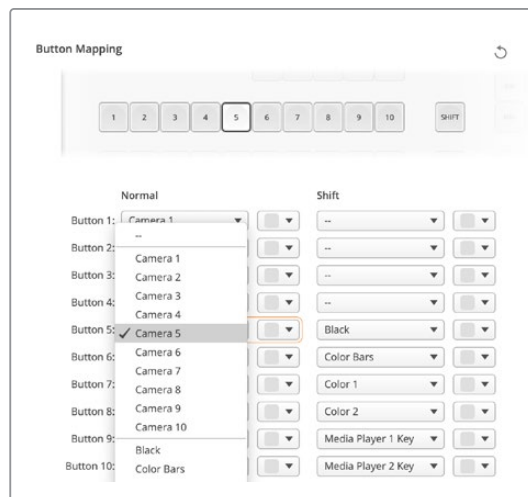 Button Mapping
1 2 3 4 5 6 7 8 9 10 SHIFT
Normal Shift
Button 1: Camera 1 --
--
Button 2: --
Camera 1
Camera 2
Button 3: --
Camera 3
Button 4: --
Camera 4
Button 5: ✓ Camera 5 Black
Button 6: Camera 6 Color Bars
Camera 7
Button 7: Color 1
Camera 8
Button 8: Camera 9 Color 2
Camera 10
Button 9: Media Player 1 Key
Black
Button 10: Color Bars Media Player 2 Key